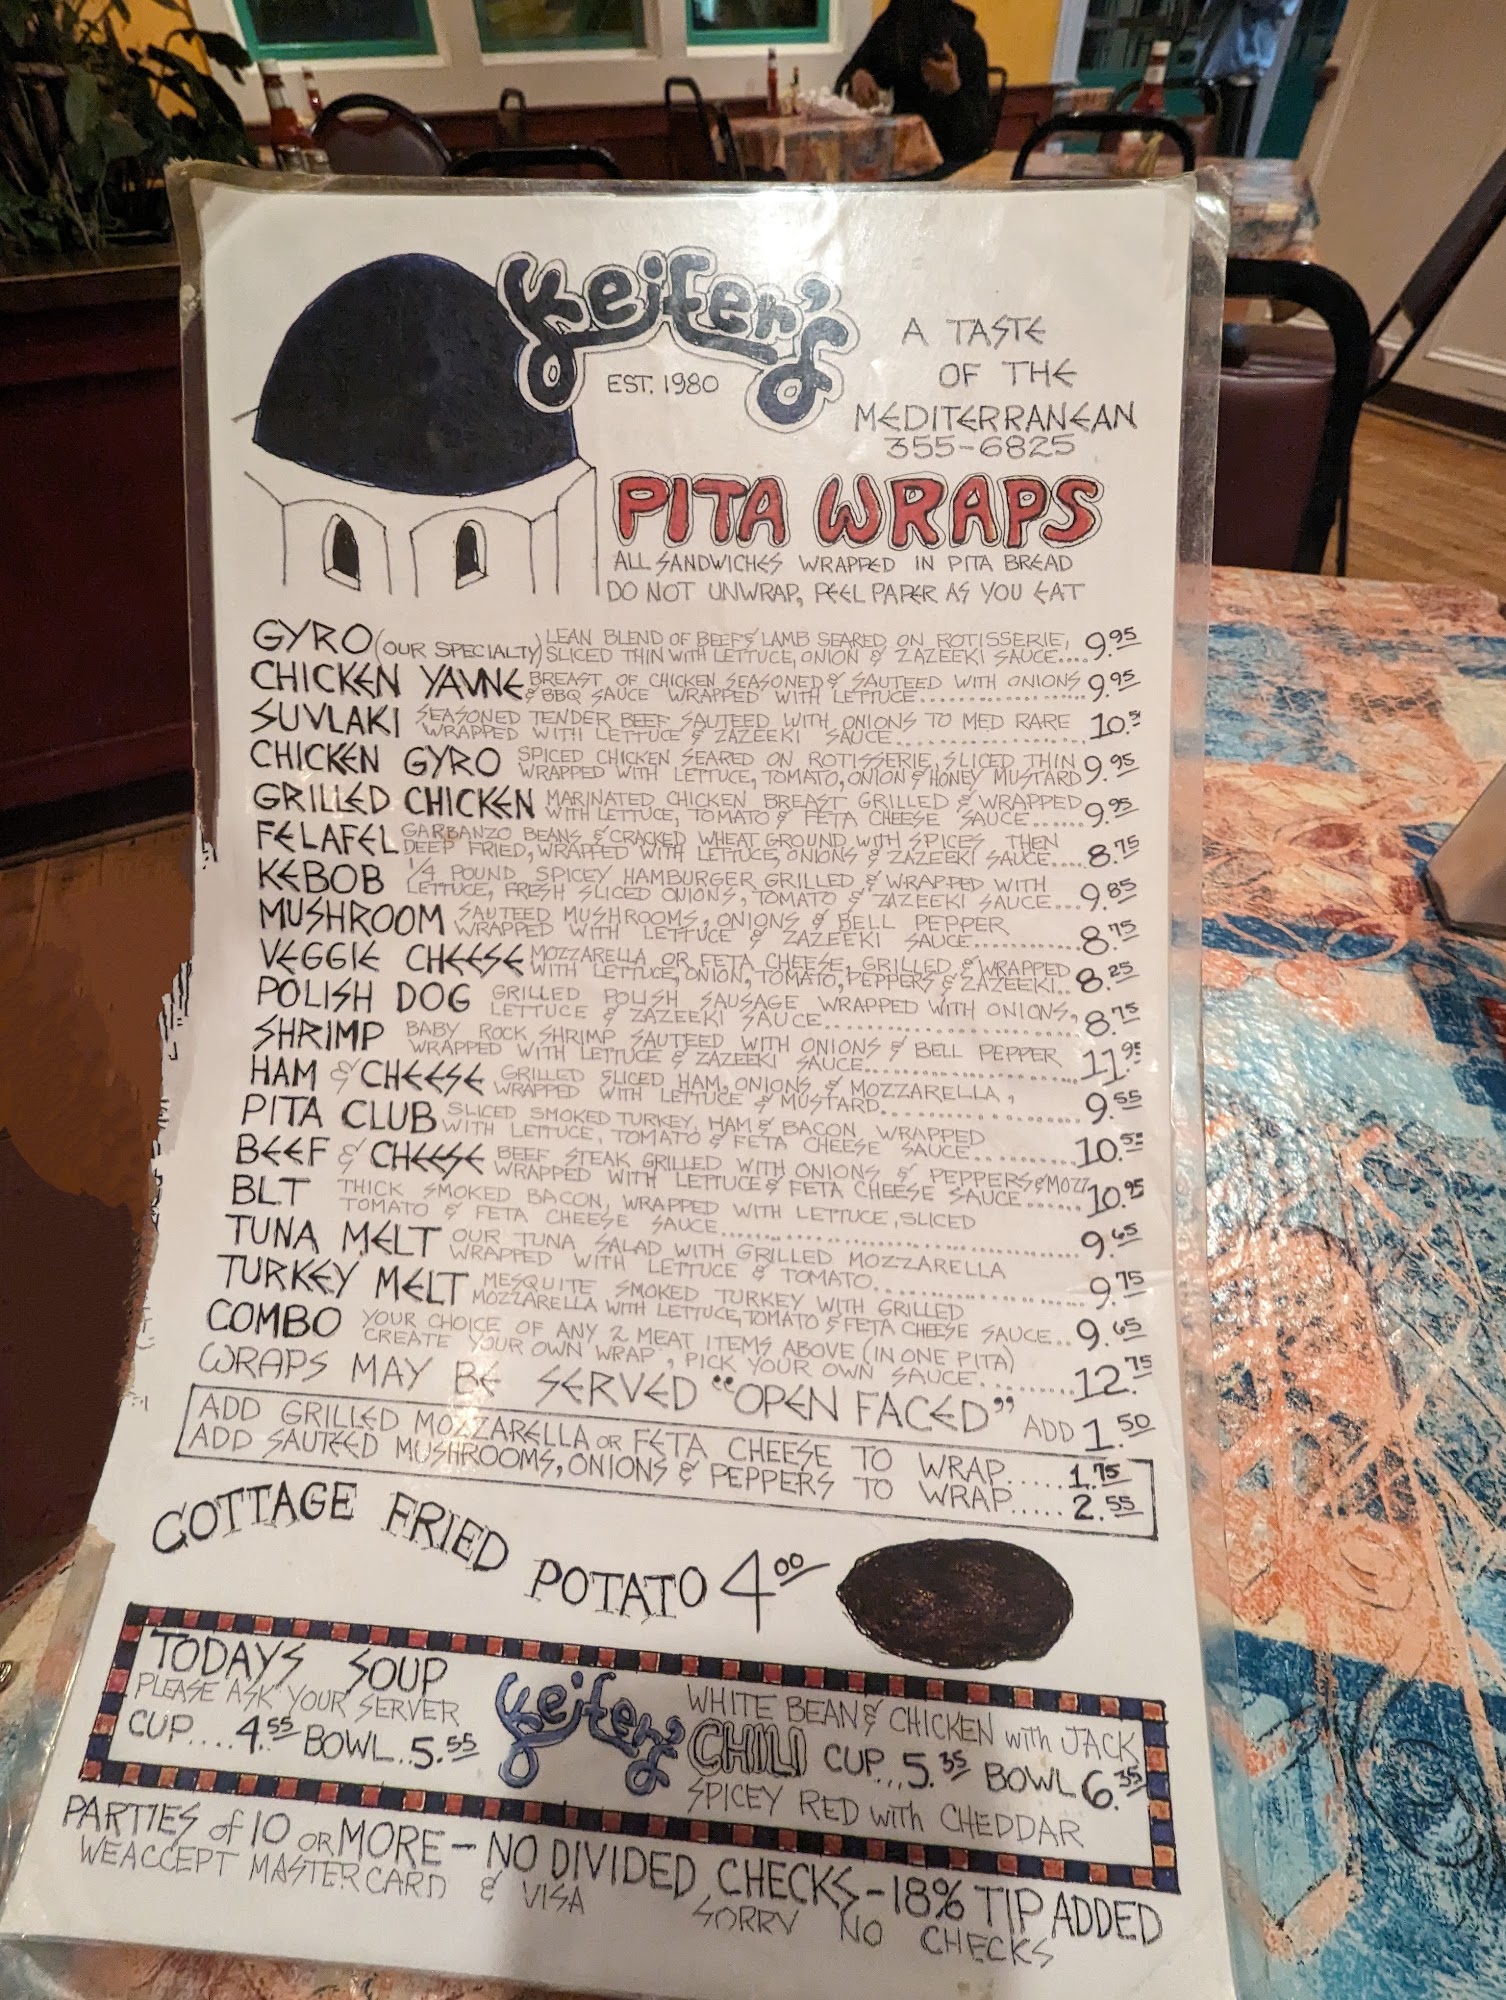 Keifer's
EST. 1980
A TASTE
OF THE
MEDITERRANEAN
355-6825
PITA WRAPS
ALL SANDWICHES WRAPPED IN PITA BREAD
DO NOT UNWRAP, PEEL PAPER AS YOU EAT
GYRO (OUR SPECIALTY) LEAN BLEND OF BEEF & LAMB SEARED ON ROTISSERIE,
SLICED THIN WITH LETTUCE, ONION & ZAZEEKI SAUCE.... 9.95
CHICKEN YAVNE BREAST OF CHICKEN SEASONED & SAUTEED WITH ONIONS
& BBQ SAUCE WRAPPED WITH LETTUCE.................. 9.95
SUVLAKI SEASONED TENDER BEEF SAUTEED WITH ONIONS TO MED RARE
WRAPPED WITH LETTUCE & ZAZEEKI SAUCE...................
CHICKEN GYRO SPICED CHICKEN SEARED ON ROTISSERIE, SLICED THIN
WRAPPED WITH LETTUCE, TOMATO, ONION & HONEY MUSTARD 9.95
GRILLED CHICKEN MARINATED CHICKEN BREAST GRILLED & WRAPPED
WITH LETTUCE, TOMATO & FETA CHEESE SAUCE...... 9.95
FELAFEL GARBANZO BEANS & CRACKED WHEAT GROUND WITH SPICES THEN
DEEP FRIED, WRAPPED WITH LETTUCE, ONIONS & ZAZEEKI SAUCE.... 8.75
KEBOB 1/4 POUND SPICEY HAMBURGER GRILLED & WRAPPED WITH
LETTUCE, FRESH SLICED ONIONS, TOMATO & ZAZEEKI SAUCE... 9.85
MUSHROOM SAUTEED MUSHROOMS, ONIONS & BELL PEPPER
WRAPPED WITH LETTUCE & ZAZEEKI SAUCE........... 8.75
VEGGIE CHEESE MOZZARELLA OR FETA CHEESE, GRILLED & WRAPPED
WITH LETTUCE, ONION, TOMATO, PEPPERS & ZAZEEKI.. 8.25
POLISH DOG GRILLED POLISH SAUSAGE WRAPPED WITH ONIONS,
LETTUCE & ZAZEEKI SAUCE......................... 8.75
SHRIMP BABY ROCK SHRIMP SAUTEED WITH ONIONS & BELL PEPPER
WRAPPED WITH LETTUCE & ZAZEEKI SAUCE.................. 11.95
HAM & CHEESE GRILLED SLICED HAM, ONIONS & MOZZARELLA,
WRAPPED WITH LETTUCE & MUSTARD................ 9.55
PITA CLUB SLICED SMOKED TURKEY, HAM & BACON WRAPPED
WITH LETTUCE, TOMATO & FETA CHEESE SAUCE.......... 10.55
BEEF & CHEESE BEEF STEAK GRILLED WITH ONIONS & PEPPERS & MOZZ
WRAPPED WITH LETTUCE & FETA CHEESE SAUCE..... 10.95
BLT THICK SMOKED BACON, WRAPPED WITH LETTUCE, SLICED
TOMATO & FETA CHEESE SAUCE................................ 9.65
TUNA MELT OUR TUNA SALAD WITH GRILLED MOZZARELLA
WRAPPED WITH LETTUCE & TOMATO..................... 9.75
TURKEY MELT MESQUITE SMOKED TURKEY WITH GRILLED
MOZZARELLA WITH LETTUCE, TOMATO & FETA CHEESE SAUCE.. 9.65
COMBO YOUR CHOICE OF ANY 2 MEAT ITEMS ABOVE (IN ONE PITA)
CREATE YOUR OWN WRAP, PICK YOUR OWN SAUCE......... 12.75
WRAPS MAY BE SERVED "OPEN FACED" ADD 1.50
ADD GRILLED MOZZARELLA OR FETA CHEESE TO WRAP.... 1.75
ADD SAUTEED MUSHROOMS, ONIONS & PEPPERS TO WRAP..... 2.55
COTTAGE FRIED POTATO 4.00
TODAYS SOUP
PLEASE ASK YOUR SERVER
CUP....4.55 BOWL..5.55
Keifer's
WHITE BEAN & CHICKEN with JACK
CHILI CUP...5.35 BOWL 6.35
SPICEY RED with CHEDDAR
PARTIES of 10 OR MORE - NO DIVIDED CHECKS - 18% TIP ADDED
WE ACCEPT MASTER CARD & VISA SORRY NO CHECKS